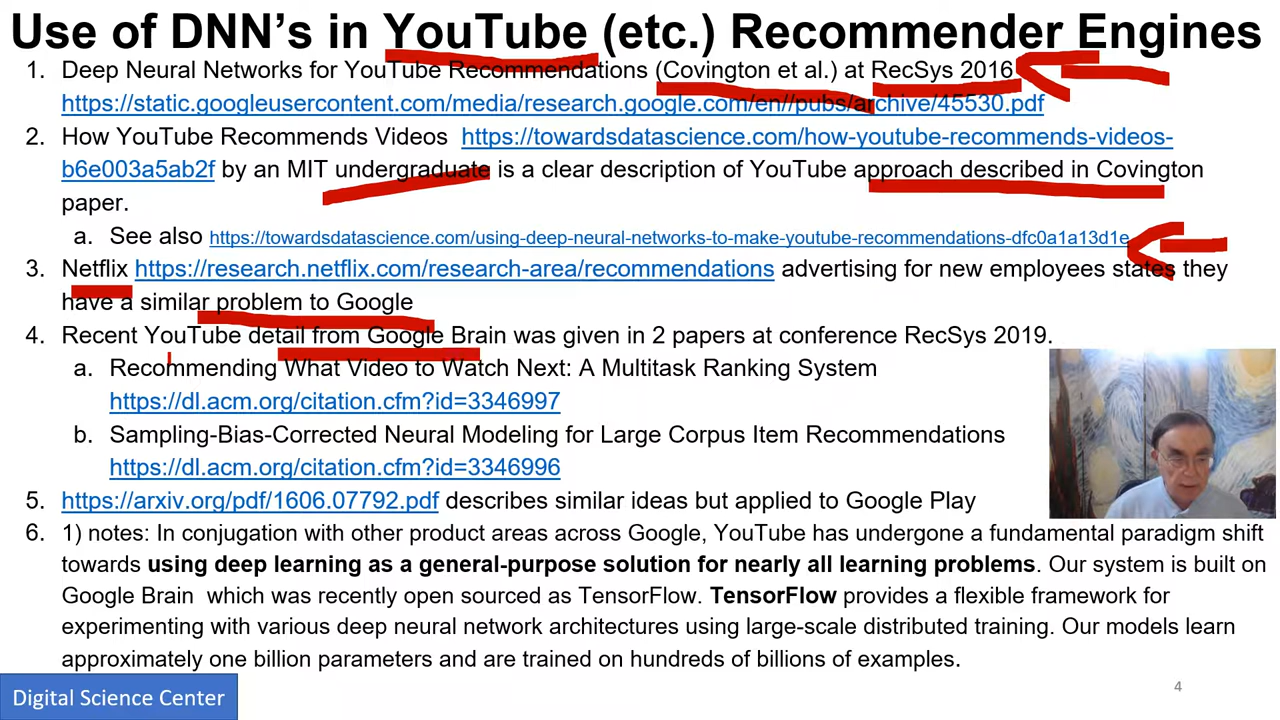 Use of DNN’s in YouTube (etc.) Recommender Engines
1. Deep Neural Networks for YouTube Recommendations (Covington et al.) at RecSys 2016
https://static.googleusercontent.com/media/research.google.com/en//pubs/archive/45530.pdf
2. How YouTube Recommends Videos https://towardsdatascience.com/how-youtube-recommends-videos-
b6e003a5ab2f by an MIT undergraduate is a clear description of YouTube approach described in Covington
paper.
a. See also https://towardsdatascience.com/using-deep-neural-networks-to-make-youtube-recommendations-dfc0a1a13d1e
3. Netflix https://research.netflix.com/research-area/recommendations advertising for new employees states they
have a similar problem to Google
4. Recent YouTube detail from Google Brain was given in 2 papers at conference RecSys 2019.
a. Recommending What Video to Watch Next: A Multitask Ranking System
https://dl.acm.org/citation.cfm?id=3346997
b. Sampling-Bias-Corrected Neural Modeling for Large Corpus Item Recommendations
https://dl.acm.org/citation.cfm?id=3346996
5. https://arxiv.org/pdf/1606.07792.pdf describes similar ideas but applied to Google Play
6. 1) notes: In conjugation with other product areas across Google, YouTube has undergone a fundamental paradigm shift
towards using deep learning as a general-purpose solution for nearly all learning problems. Our system is built on
Google Brain which was recently open sourced as TensorFlow. TensorFlow provides a flexible framework for
experimenting with various deep neural network architectures using large-scale distributed training. Our models learn
approximately one billion parameters and are trained on hundreds of billions of examples.
4
Digital Science Center